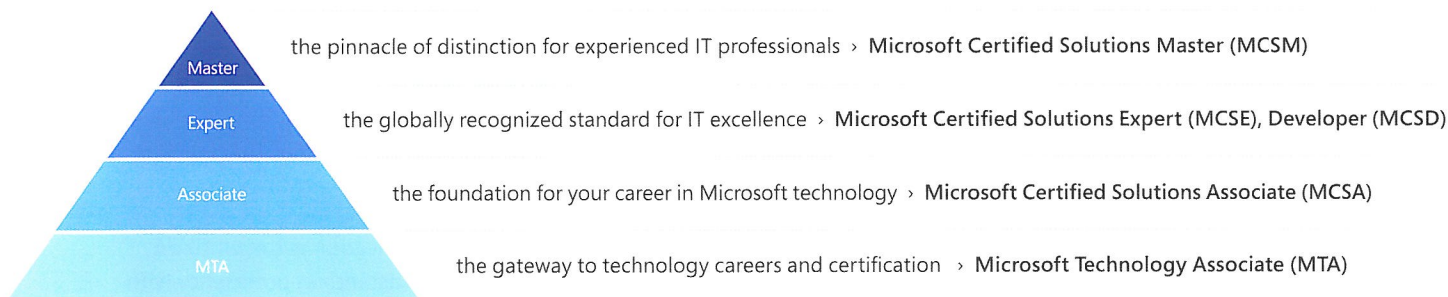 Master
the pinnacle of distinction for experienced IT professionals › Microsoft Certified Solutions Master (MCSM)
Expert
the globally recognized standard for IT excellence › Microsoft Certified Solutions Expert (MCSE), Developer (MCSD)
Associate
the foundation for your career in Microsoft technology › Microsoft Certified Solutions Associate (MCSA)
MTA
the gateway to technology careers and certification › Microsoft Technology Associate (MTA)